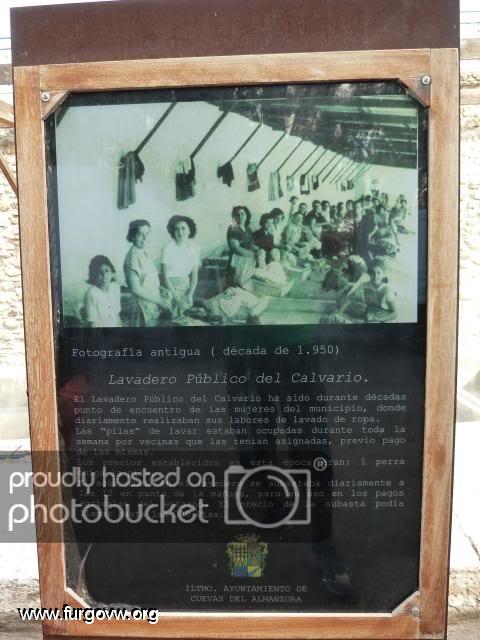 Fotografía antigua ( década de 1.950)
Lavadero Público del Calvario.
El Lavadero Público del Calvario ha sido durante décadas
punto de encuentro de las mujeres del municipio, donde
diariamente realizaban sus labores de lavado de ropa.
Las "pilas" de lavar estaban ocupadas durante toda la
semana por vecinas que las tenían asignadas, previo pago
de las mismas.
Los precios establecidos en esta época eran: 1 perra
se subastaba diariamente a
en punto de la mañana, para su uso en los pagos
El precio de la subasta podía
proudly hosted on
photobucket ®
ILTMO. AYUNTAMIENTO DE
CUEVAS DEL ALMANZORA
www.furgovw.org